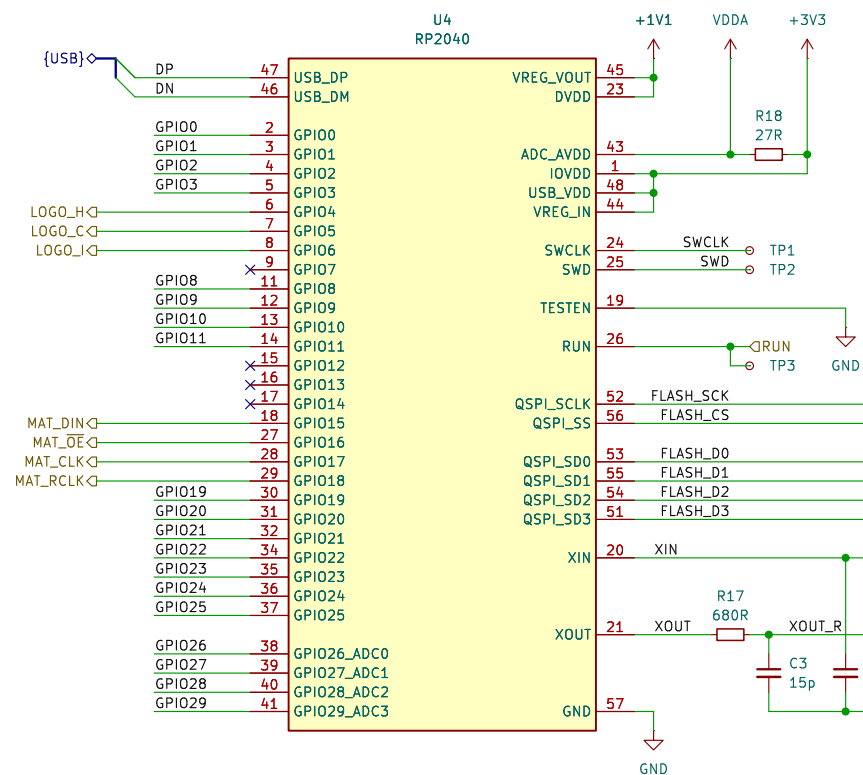 U4
RP2040
+1V1
VDDA
+3V3
{USB}
DP 47 USB_DP
DN 46 USB_DM
GPIO0 2 GPIO0
GPIO1 3 GPIO1
GPIO2 4 GPIO2
GPIO3 5 GPIO3
LOGO_H 6 GPIO4
LOGO_C 7 GPIO5
LOGO_I 8 GPIO6
9 GPIO7
GPIO8 11 GPIO8
GPIO9 12 GPIO9
GPIO10 13 GPIO10
GPIO11 14 GPIO11
15 GPIO12
16 GPIO13
17 GPIO14
MAT_DIN 18 GPIO15
MAT_O̅E̅ 27 GPIO16
MAT_CLK 28 GPIO17
MAT_RCLK 29 GPIO18
GPIO19 30 GPIO19
GPIO20 31 GPIO20
GPIO21 32 GPIO21
GPIO22 34 GPIO22
GPIO23 35 GPIO23
GPIO24 36 GPIO24
GPIO25 37 GPIO25
GPIO26 38 GPIO26_ADC0
GPIO27 39 GPIO27_ADC1
GPIO28 40 GPIO28_ADC2
GPIO29 41 GPIO29_ADC3
VREG_VOUT 45
DVDD 23
R18
27R
ADC_AVDD 43
IOVDD 1
USB_VDD 48
VREG_IN 44
SWCLK 24 SWCLK TP1
SWD 25 SWD TP2
TESTEN 19
GND
RUN 26 RUN
TP3
QSPI_SCLK 52 FLASH_SCK
QSPI_SS 56 FLASH_CS
QSPI_SD0 53 FLASH_D0
QSPI_SD1 55 FLASH_D1
QSPI_SD2 54 FLASH_D2
QSPI_SD3 51 FLASH_D3
XIN 20 XIN
R17
680R
XOUT 21 XOUT XOUT_R
C3
15p
GND 57
GND